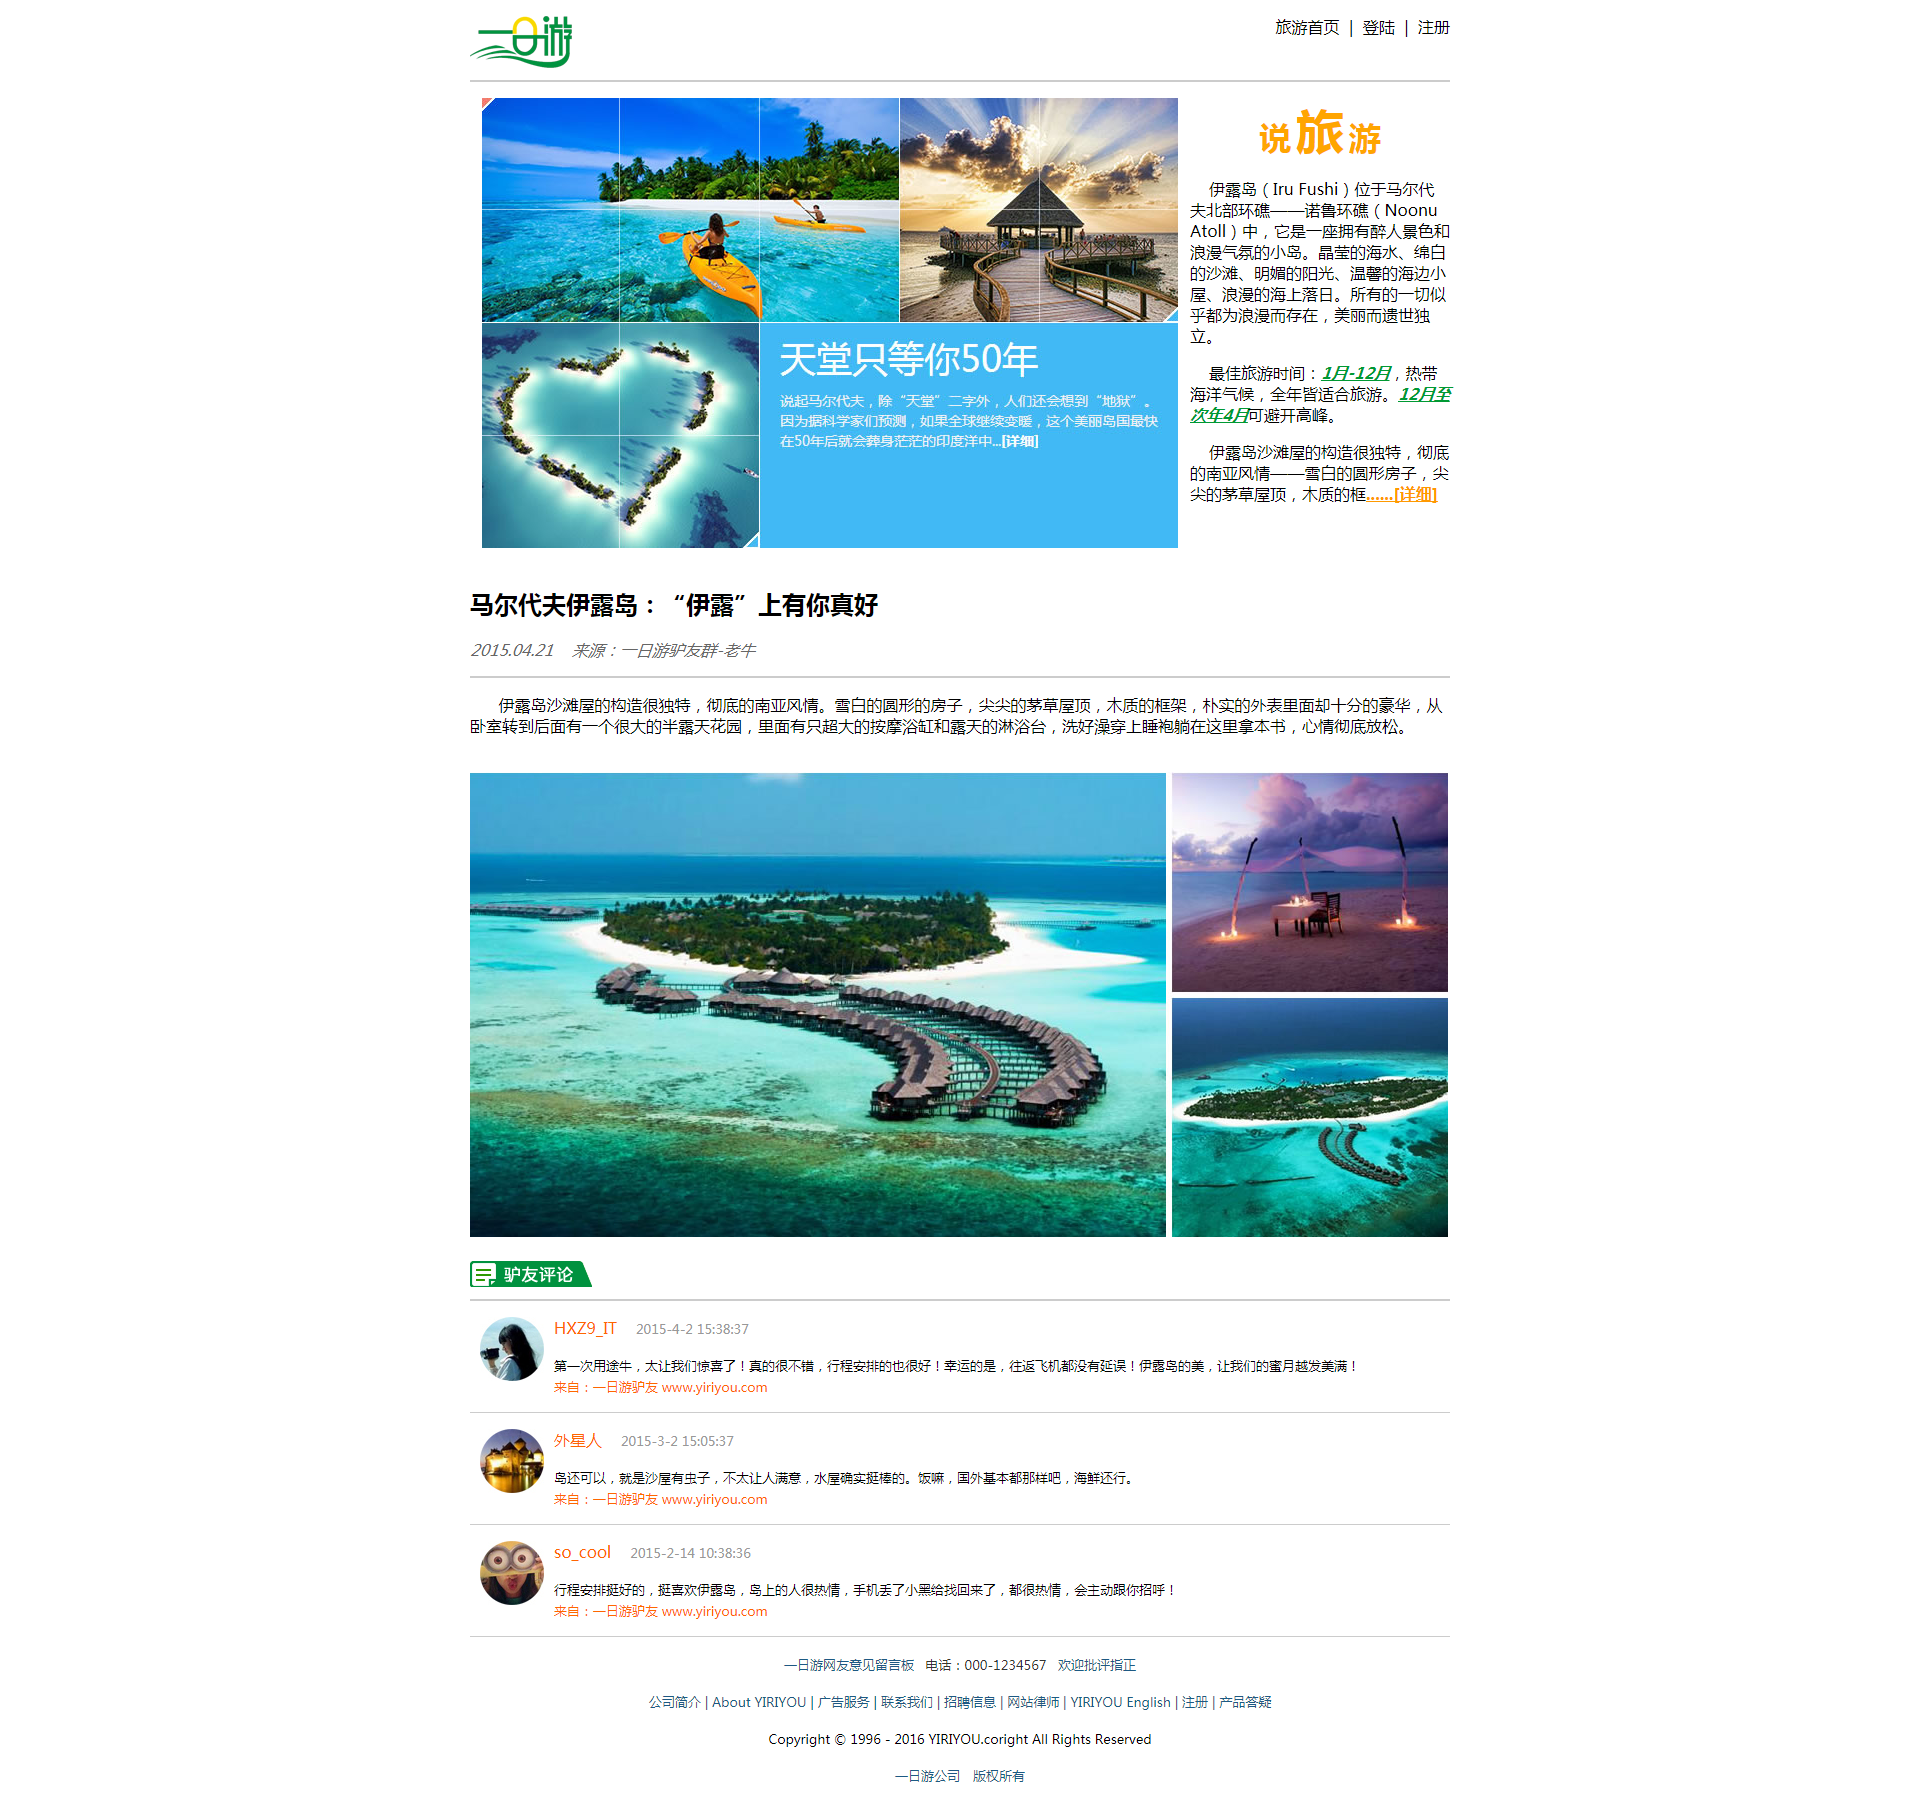 一日游
旅游首页 | 登陆 | 注册
说旅游
伊露岛（Iru Fushi）位于马尔代
夫北部环礁——诺鲁环礁（Noonu
Atoll）中，它是一座拥有醉人景色和
浪漫气氛的小岛。晶莹的海水、绵白
的沙滩、明媚的阳光、温馨的海边小
屋、浪漫的海上落日。所有的一切似
乎都为浪漫而存在，美丽而遗世独
立。
最佳旅游时间：1月-12月，热带
海洋气候，全年皆适合旅游。12月至
次年4月可避开高峰。
伊露岛沙滩屋的构造很独特，彻底
的南亚风情——雪白的圆形房子，尖
尖的茅草屋顶，木质的框......[详细]
天堂只等你50年
说起马尔代夫，除“天堂”二字外，人们还会想到“地狱”。
因为据科学家们预测，如果全球继续变暖，这个美丽岛国最快
在50年后就会葬身茫茫的印度洋中...[详细]
马尔代夫伊露岛：“伊露”上有你真好
2015.04.21 来源：一日游驴友群-老牛
伊露岛沙滩屋的构造很独特，彻底的南亚风情。雪白的圆形的房子，尖尖的茅草屋顶，木质的框架，朴实的外表里面却十分的豪华，从
卧室转到后面有一个很大的半露天花园，里面有只超大的按摩浴缸和露天的淋浴台，洗好澡穿上睡袍躺在这里拿本书，心情彻底放松。
驴友评论
HXZ9_IT 2015-4-2 15:38:37
第一次用途牛，太让我们惊喜了！真的很不错，行程安排的也很好！幸运的是，往返飞机都没有延误！伊露岛的美，让我们的蜜月越发美满！
来自：一日游驴友 www.yiriyou.com
外星人 2015-3-2 15:05:37
岛还可以，就是沙屋有虫子，不太让人满意，水屋确实挺棒的。饭嘛，国外基本都那样吧，海鲜还行。
来自：一日游驴友 www.yiriyou.com
so_cool 2015-2-14 10:38:36
行程安排挺好的，挺喜欢伊露岛，岛上的人很热情，手机丢了小黑给找回来了，都很热情，会主动跟你招呼！
来自：一日游驴友 www.yiriyou.com
一日游网友意见留言板 电话：000-1234567 欢迎批评指正
公司简介 | About YIRIYOU | 广告服务 | 联系我们 | 招聘信息 | 网站律师 | YIRIYOU English | 注册 | 产品答疑
Copyright © 1996 - 2016 YIRIYOU.coright All Rights Reserved
一日游公司 版权所有